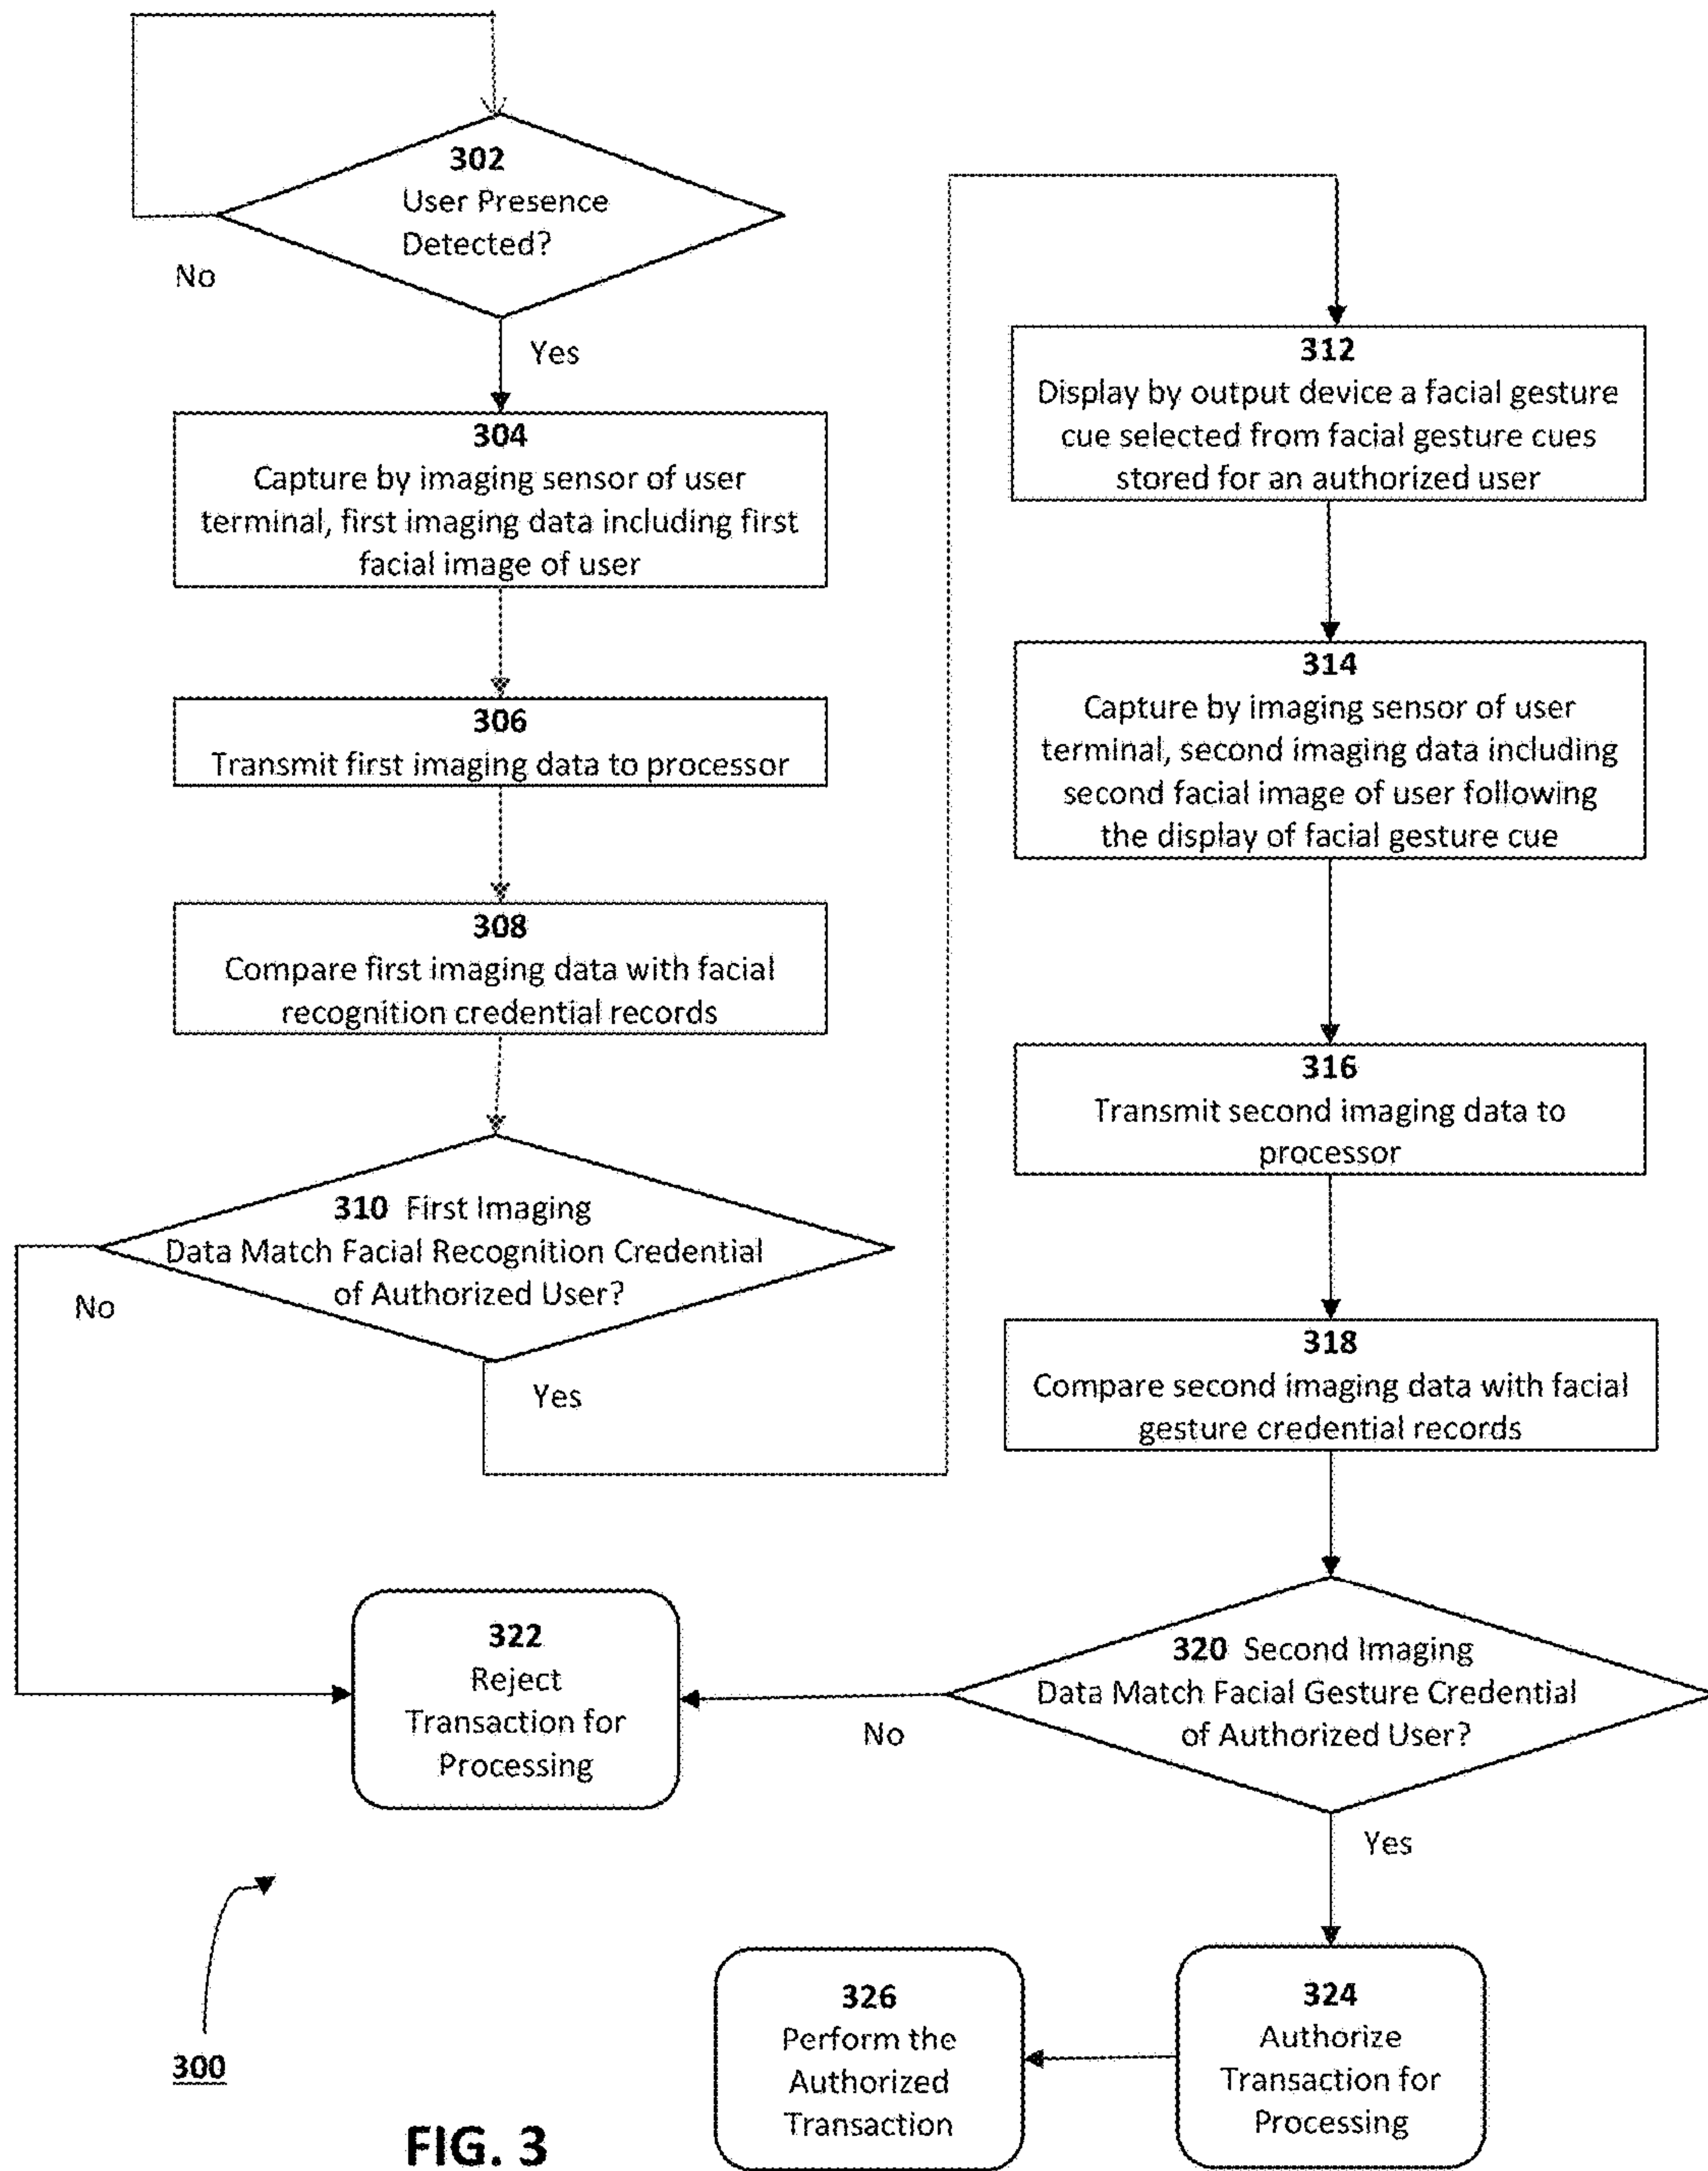 302
User Presence
Detected?
No
Yes
304
Capture by imaging sensor of user
terminal, first imaging data including first
facial image of user
306
Transmit first imaging data to processor
308
Compare first imaging data with facial
recognition credential records
310 First Imaging
Data Match Facial Recognition Credential
of Authorized User?
No
Yes
312
Display by output device a facial gesture
cue selected from facial gesture cues
stored for an authorized user
314
Capture by imaging sensor of user
terminal, second imaging data including
second facial image of user following
the display of facial gesture cue
316
Transmit second imaging data to
processor
318
Compare second imaging data with facial
gesture credential records
320 Second Imaging
Data Match Facial Gesture Credential
of Authorized User?
No
Yes
322
Reject
Transaction for
Processing
324
Authorize
Transaction for
Processing
326
Perform the
Authorized
Transaction
300
FIG. 3